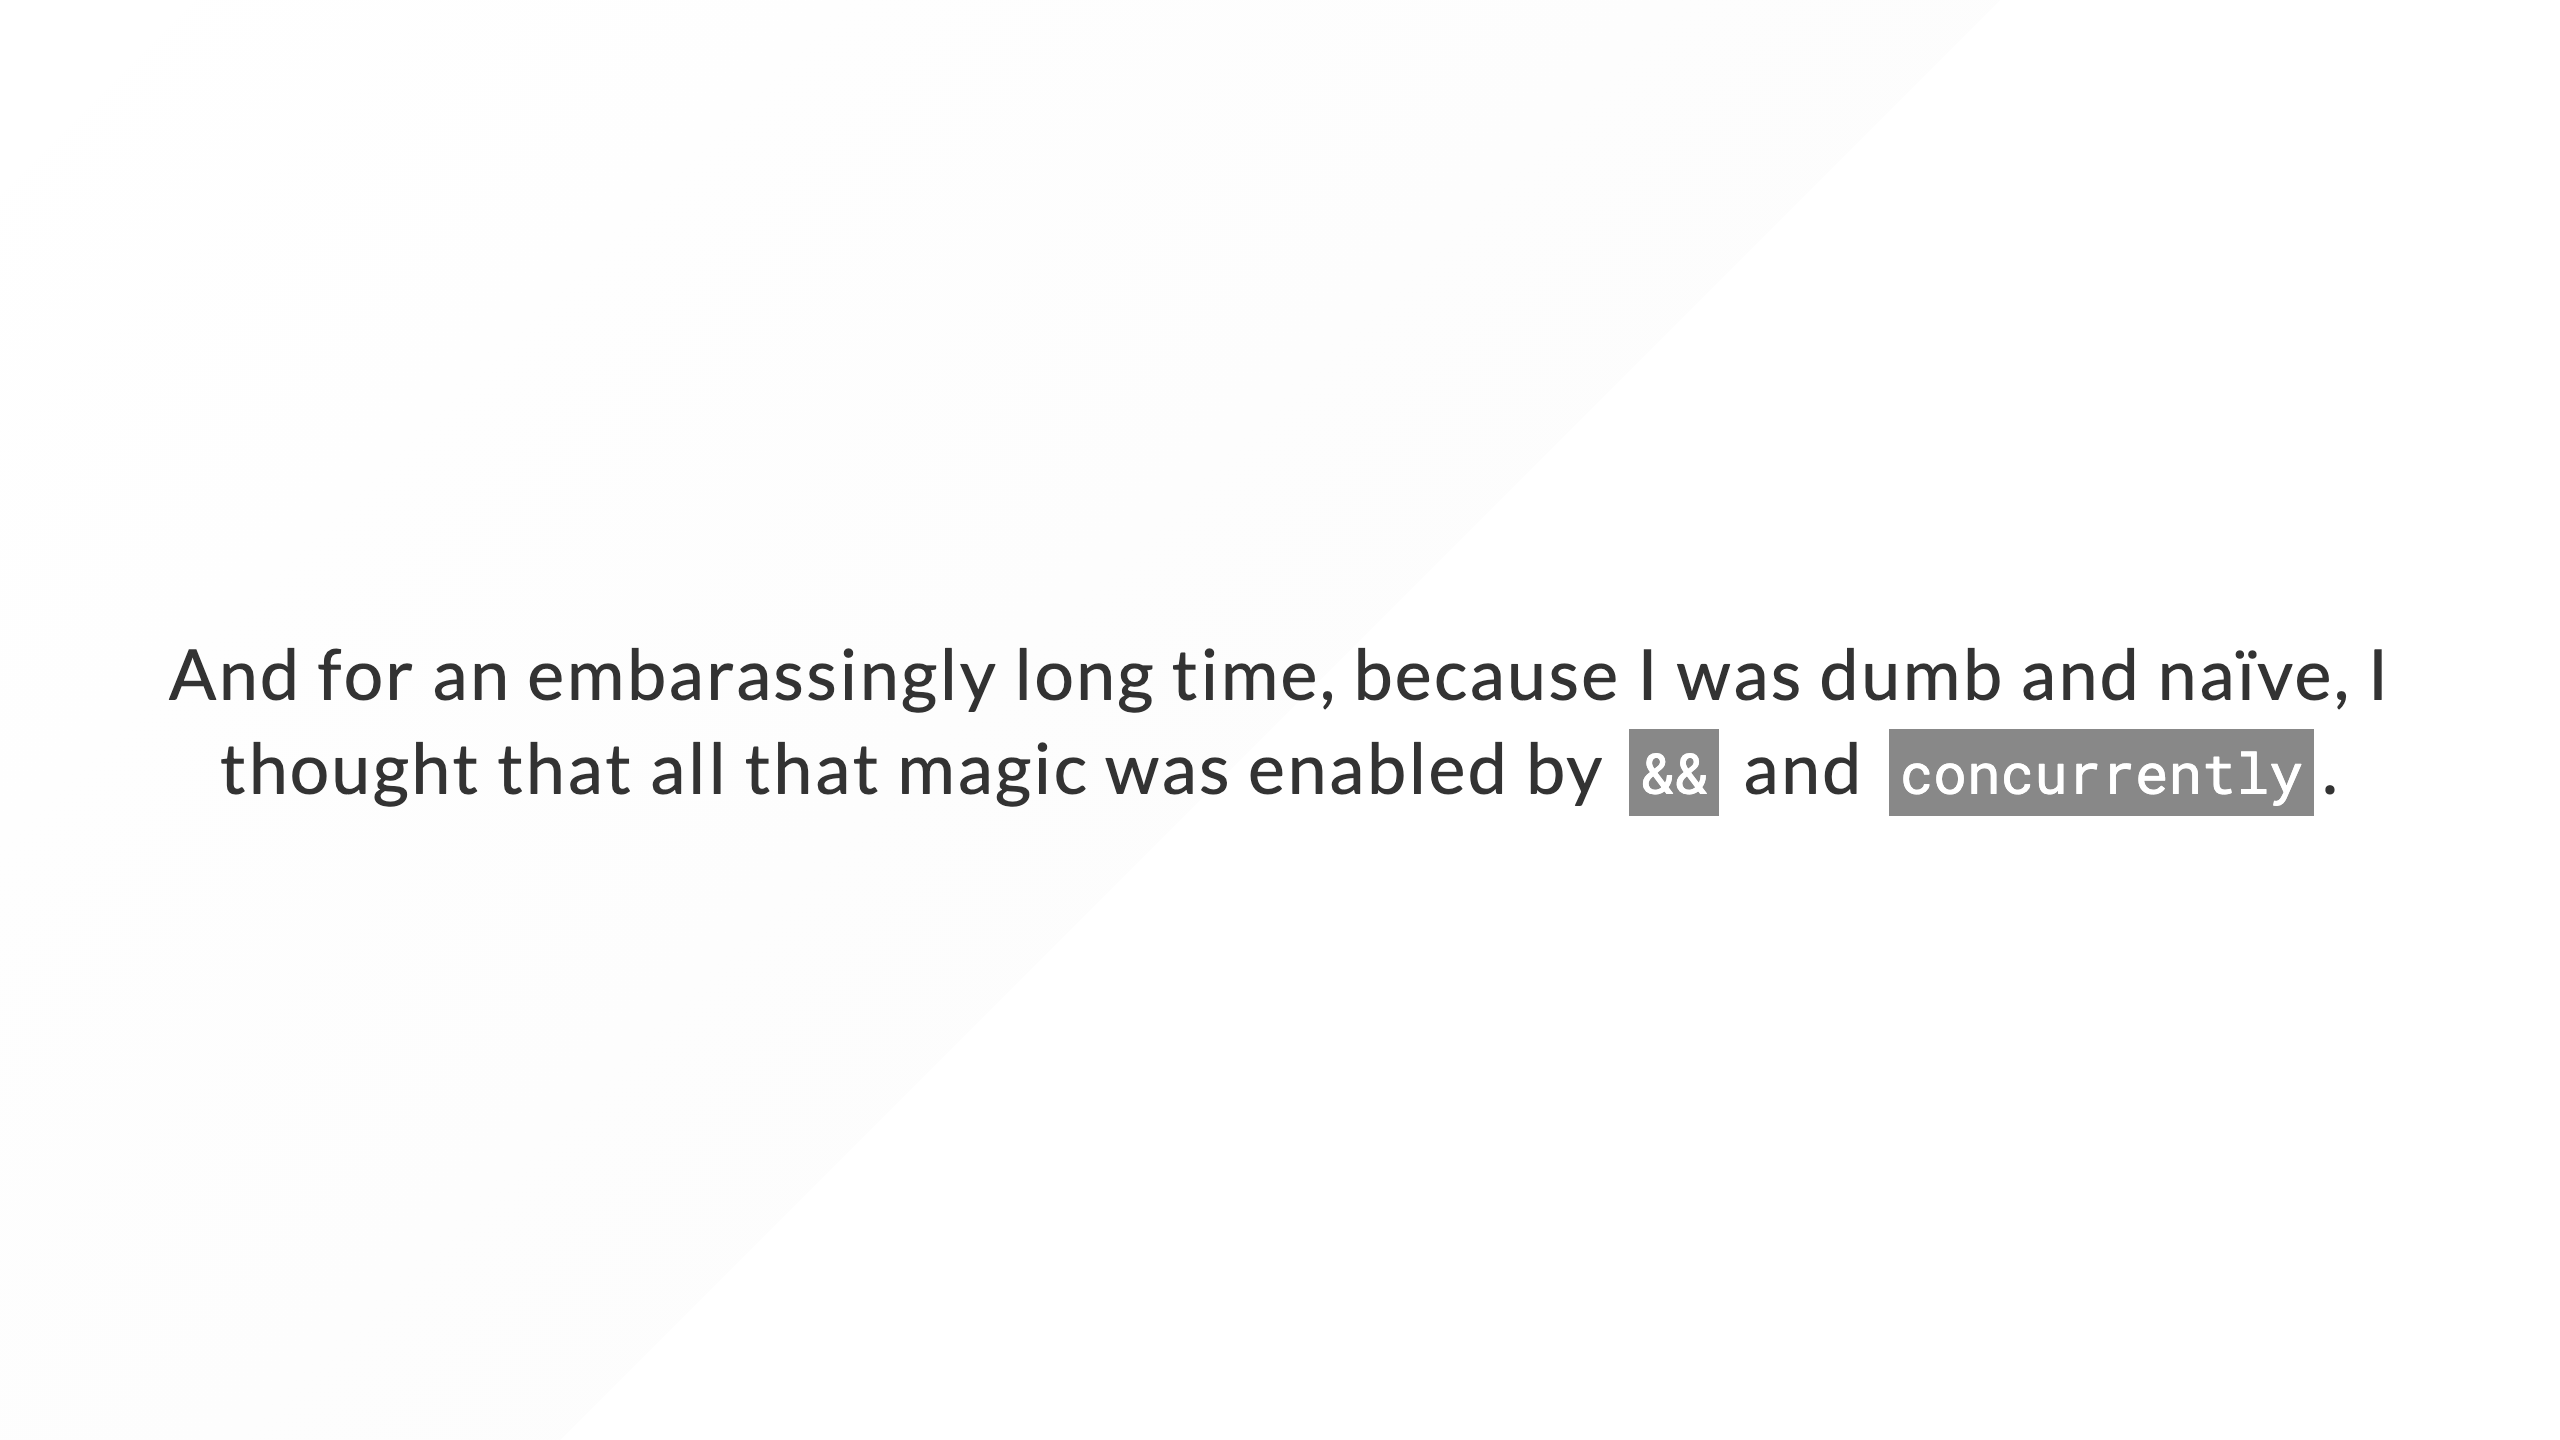 And for an embarassingly long time, because I was dumb and naïve, I
thought that all that magic was enabled by && and concurrently.